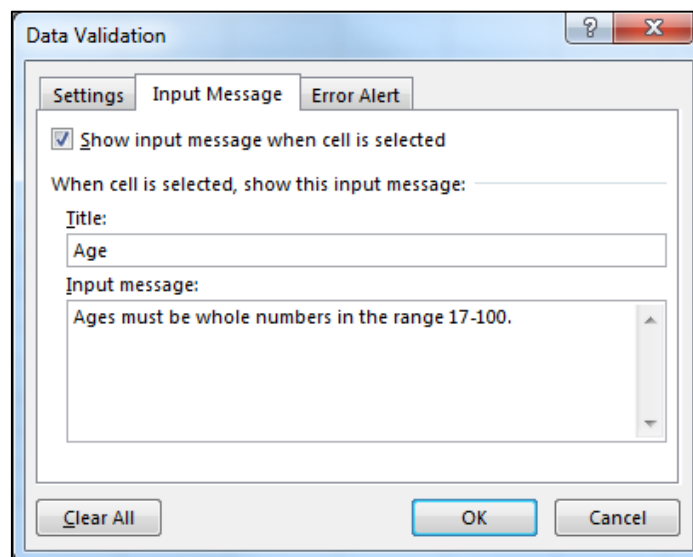 Data Validation
? X
Settings Input Message Error Alert
Show input message when cell is selected
When cell is selected, show this input message:
Title:
Age
Input message:
Ages must be whole numbers in the range 17-100.
Clear All OK Cancel